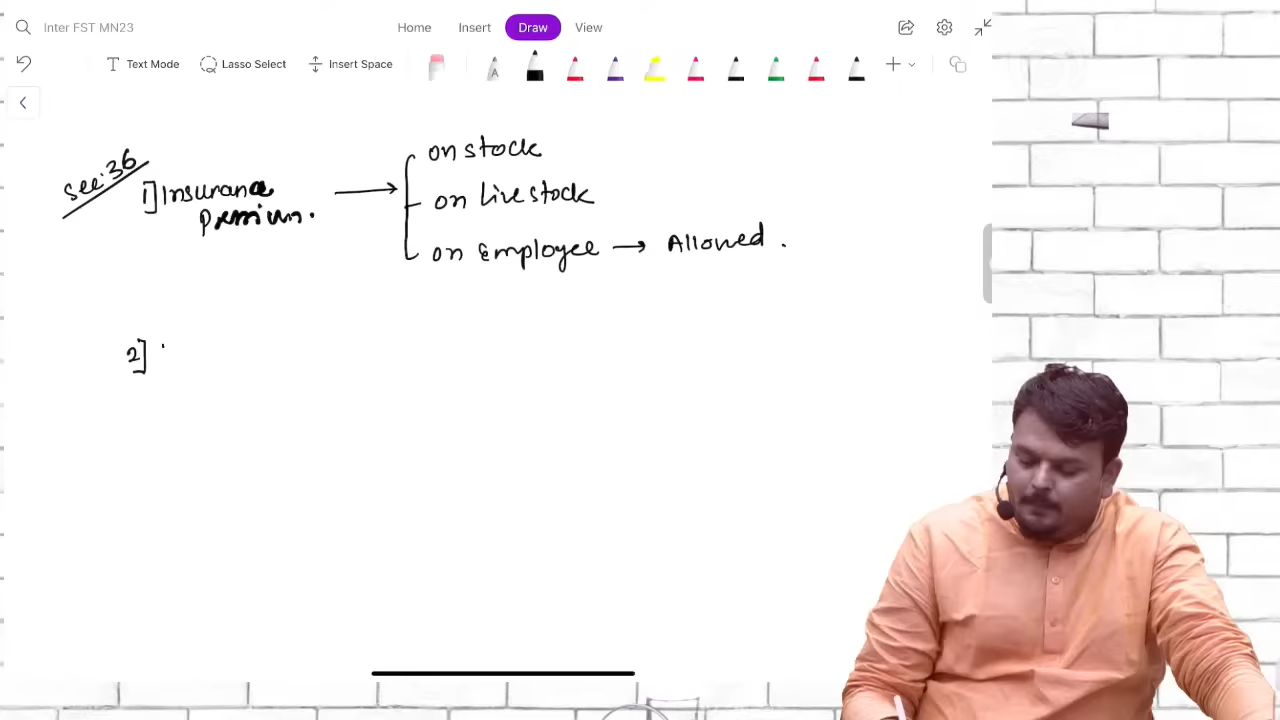 Inter FST MN23
Home Insert Draw View
Text Mode Lasso Select Insert Space
A
Sec:36
1] Insurance → on stock
Premium.
on Live stock
on Employee → Allowed.
2]